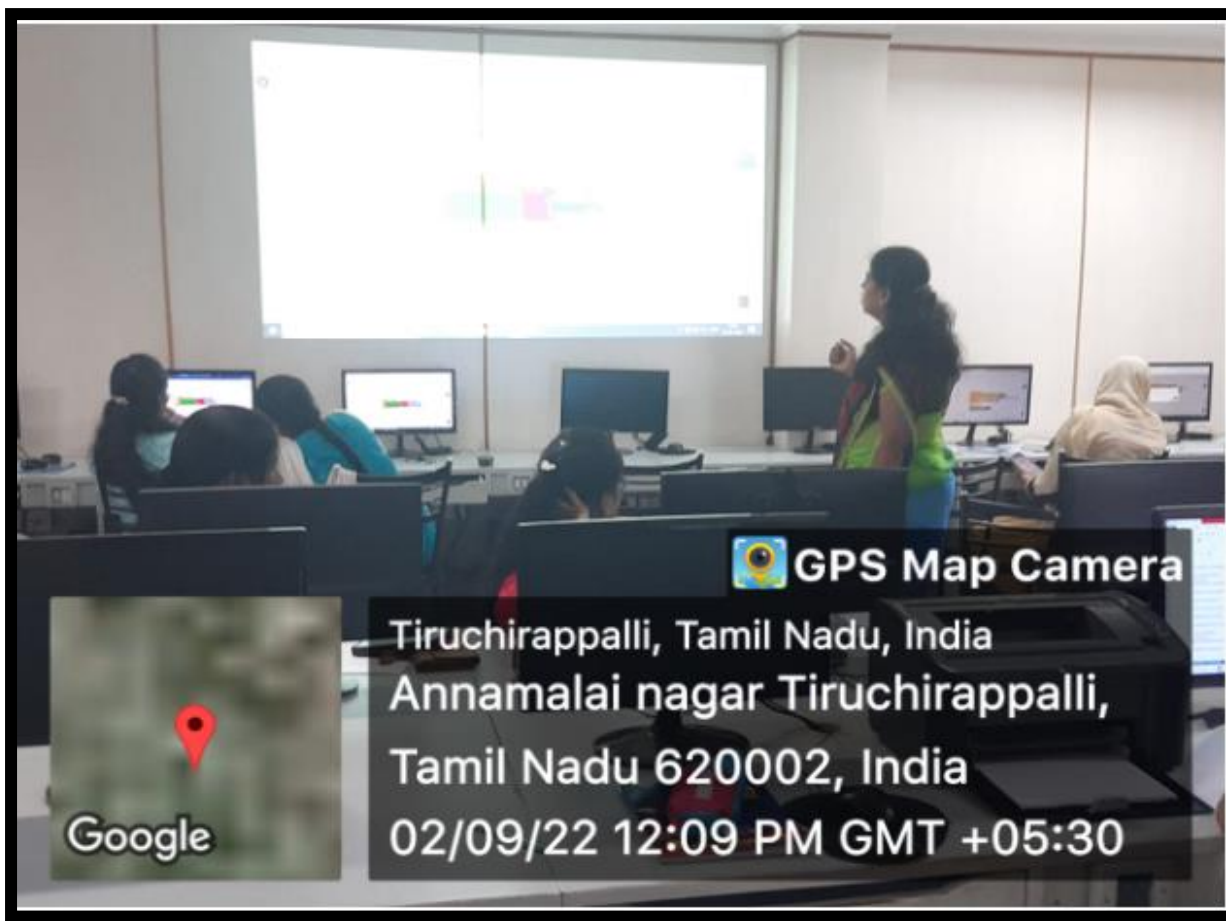 GPS Map Camera
Tiruchirappalli, Tamil Nadu, India
Annamalai nagar Tiruchirappalli,
Tamil Nadu 620002, India
02/09/22 12:09 PM GMT +05:30
Google